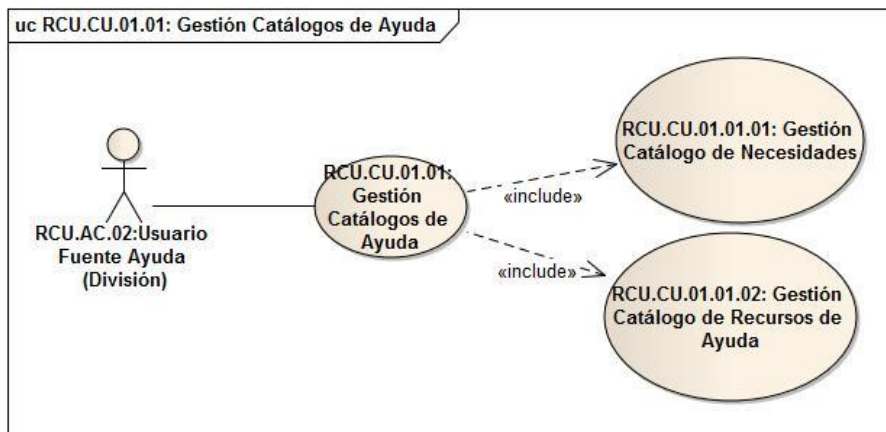 uc RCU.CU.01.01: Gestión Catálogos de Ayuda
RCU.AC.02:Usuario
Fuente Ayuda
(División)
RCU.CU.01.01:
Gestión
Catálogos de
Ayuda
«include»
«include»
RCU.CU.01.01.01: Gestión
Catálogo de Necesidades
RCU.CU.01.01.02: Gestión
Catálogo de Recursos de
Ayuda